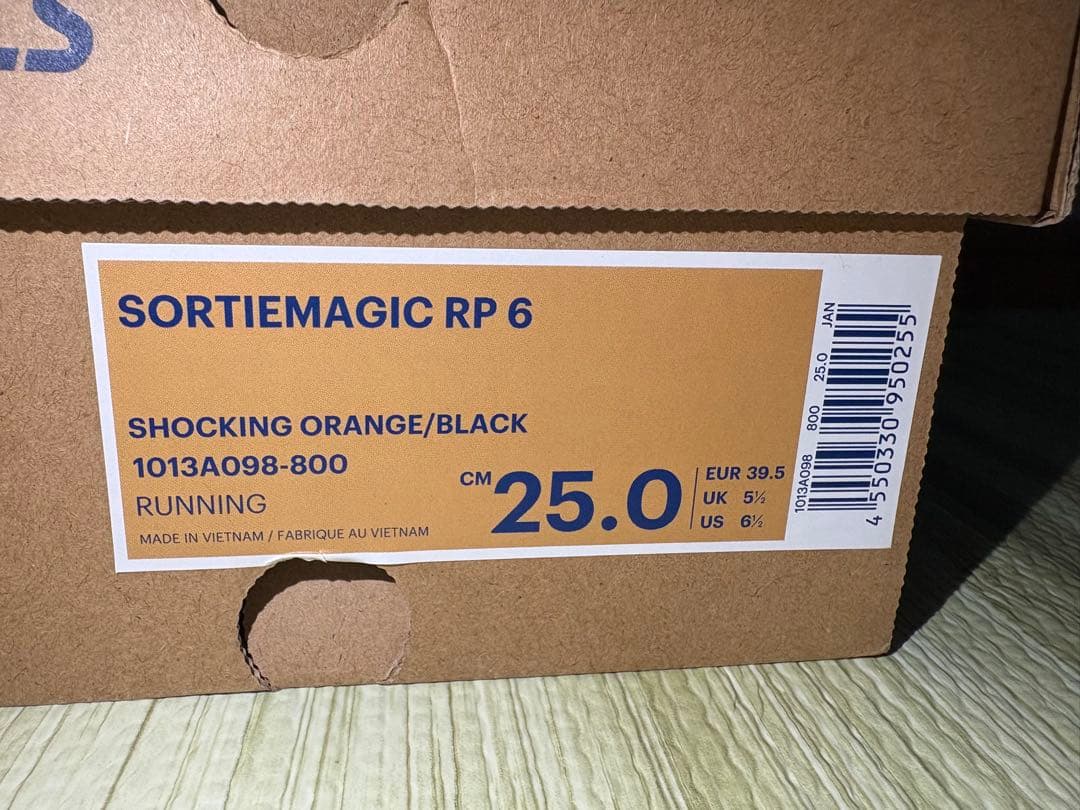 SORTIEMAGIC RP 6
SHOCKING ORANGE/BLACK
1013A098-800
RUNNING
MADE IN VIETNAM / FABRIQUE AU VIETNAM
CM 25.0
EUR 39.5
UK 5½
US 6½
1013A098 800 25.0 JAN
4 550330 950255